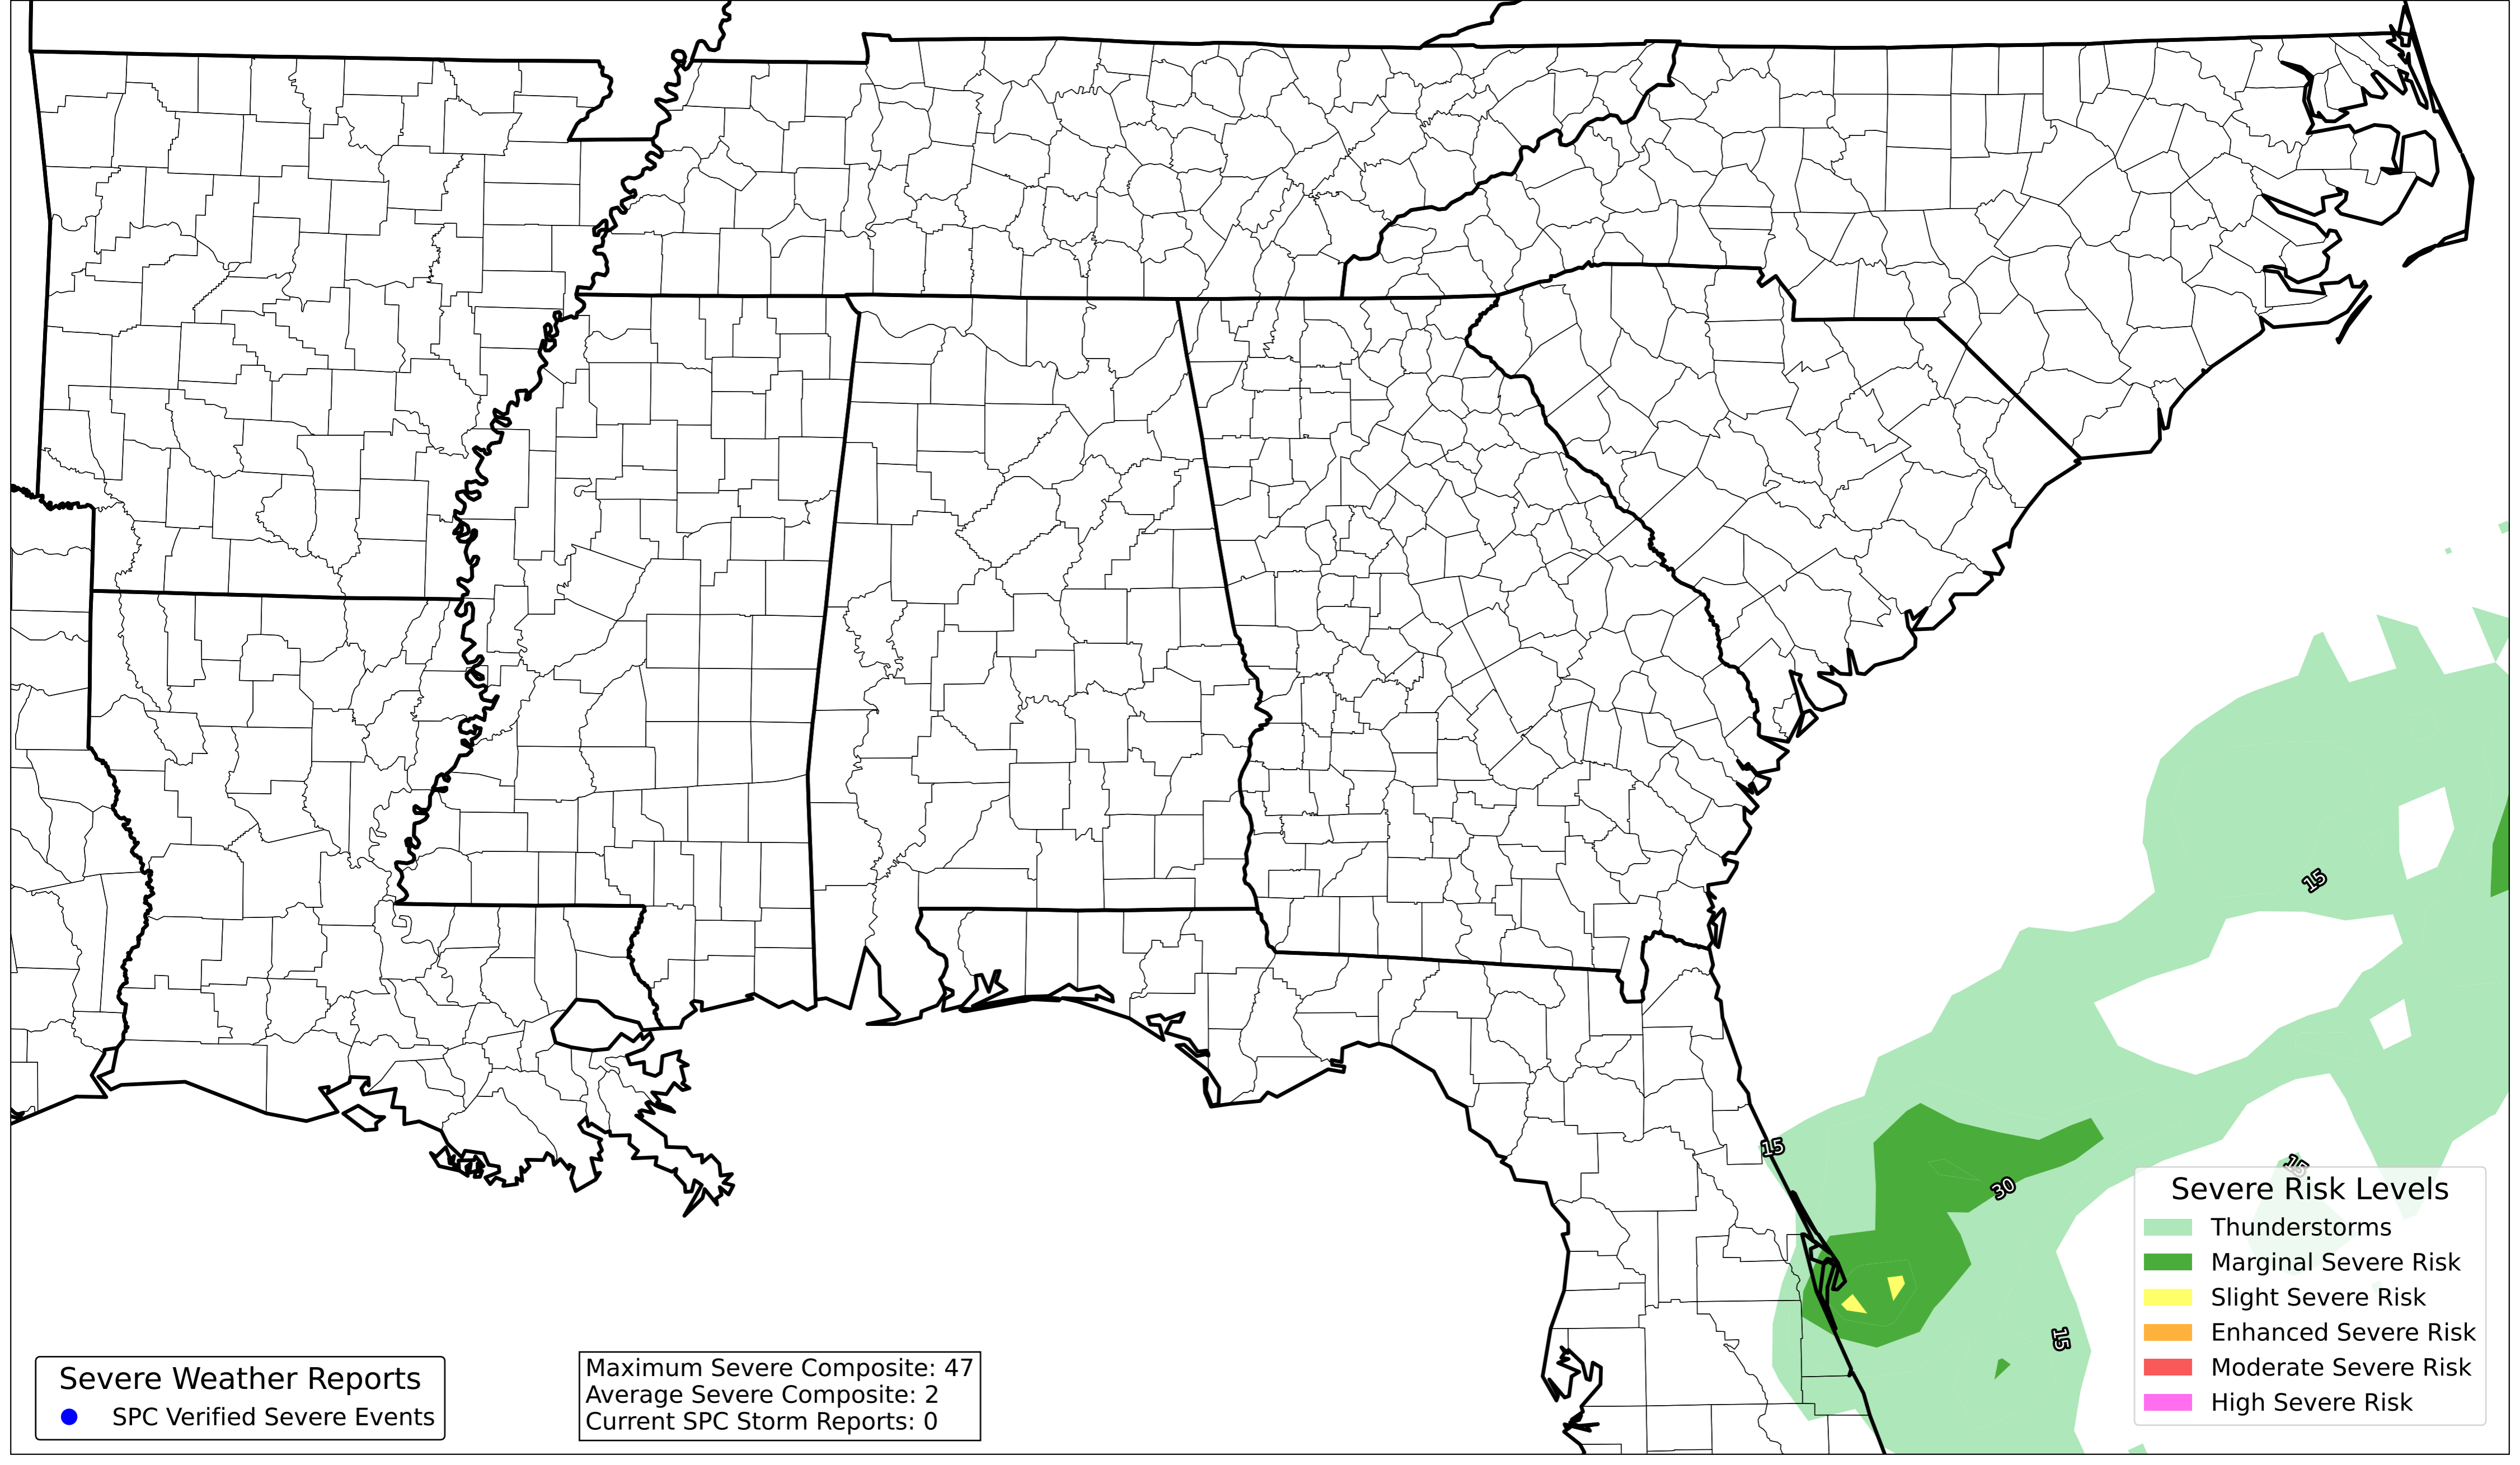 15
15
30
15
15
Severe Risk Levels
Thunderstorms
Marginal Severe Risk
Slight Severe Risk
Enhanced Severe Risk
Moderate Severe Risk
High Severe Risk
Severe Weather Reports
SPC Verified Severe Events
Maximum Severe Composite: 47
Average Severe Composite: 2
Current SPC Storm Reports: 0